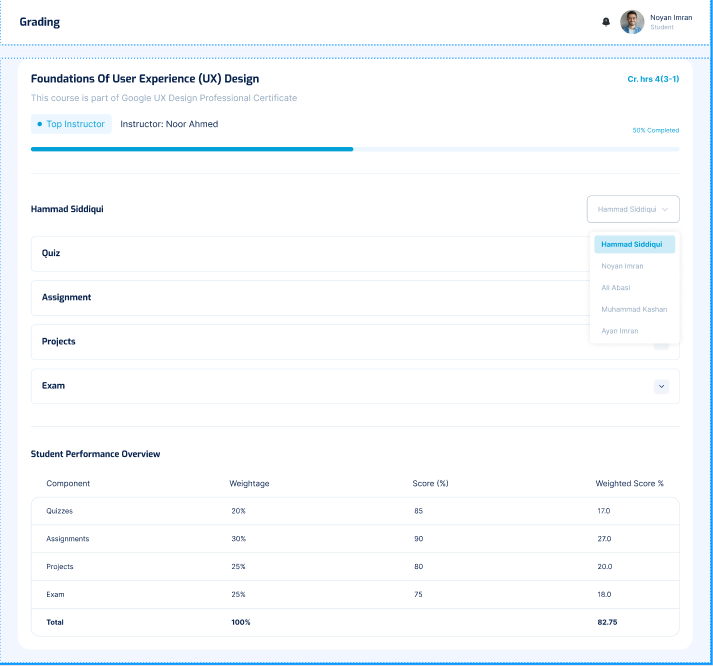 Grading
Noyan Imran
Student
Foundations Of User Experience (UX) Design
Cr. hrs 4(3-1)
This course is part of Google UX Design Professional Certificate
Top Instructor
Instructor: Noor Ahmed
50% Completed
Hammad Siddiqui
Hammad Siddiqui
Hammad Siddiqui
Noyan Imran
Ali Abasi
Muhammad Kashan
Ayan Imran
Quiz
Assignment
Projects
Exam
Student Performance Overview
Component Weightage Score (%) Weighted Score %
Quizzes 20% 85 17.0
Assignments 30% 90 27.0
Projects 25% 80 20.0
Exam 25% 75 18.0
Total 100% 82.75